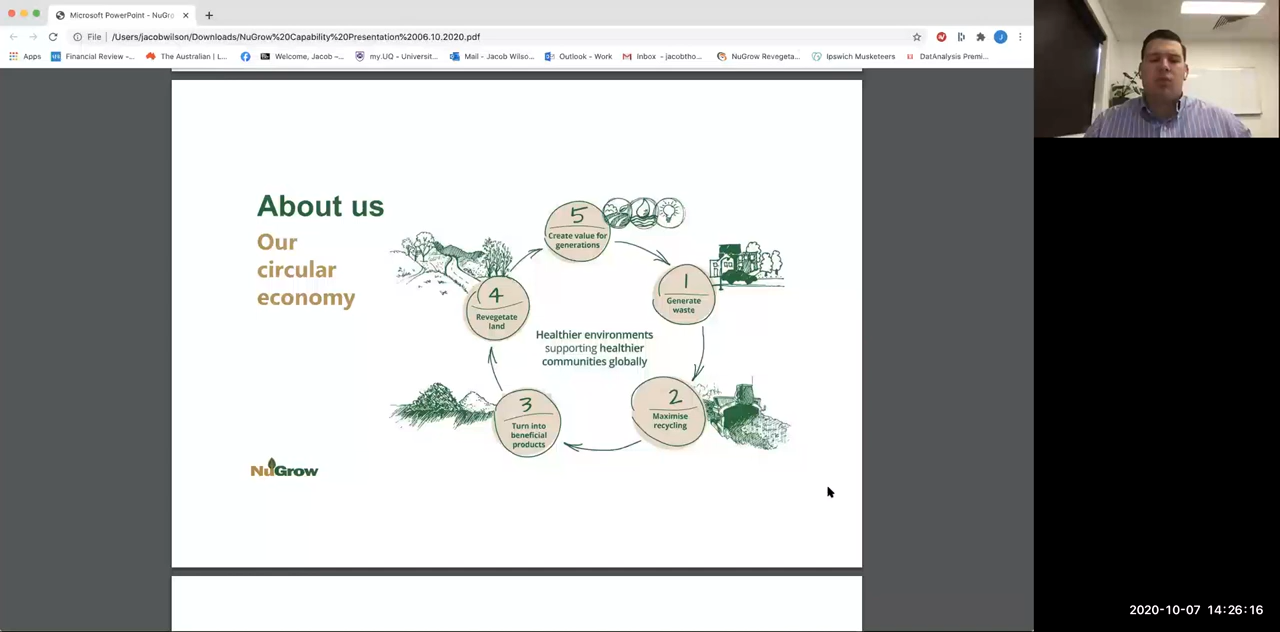 Microsoft PowerPoint - NuGro
File | /Users/jacobwilson/Downloads/NuGrow%20Capability%20Presentation%2006.10.2020.pdf
Apps
Financial Review -...
The Australian | L...
Welcome, Jacob –...
my.UQ - Universit...
Mail - Jacob Wilso...
Outlook - Work
Inbox - jacobtho...
NuGrow Revegeta...
Ipswich Musketeers
DatAnalysis Premi...
About us
Our
circular
economy
5
Create value for
generations
1
Generate
waste
2
Maximise
recycling
3
Turn into
beneficial
products
4
Revegetate
land
Healthier environments
supporting healthier
communities globally
NuGrow
2020-10-07 14:26:16